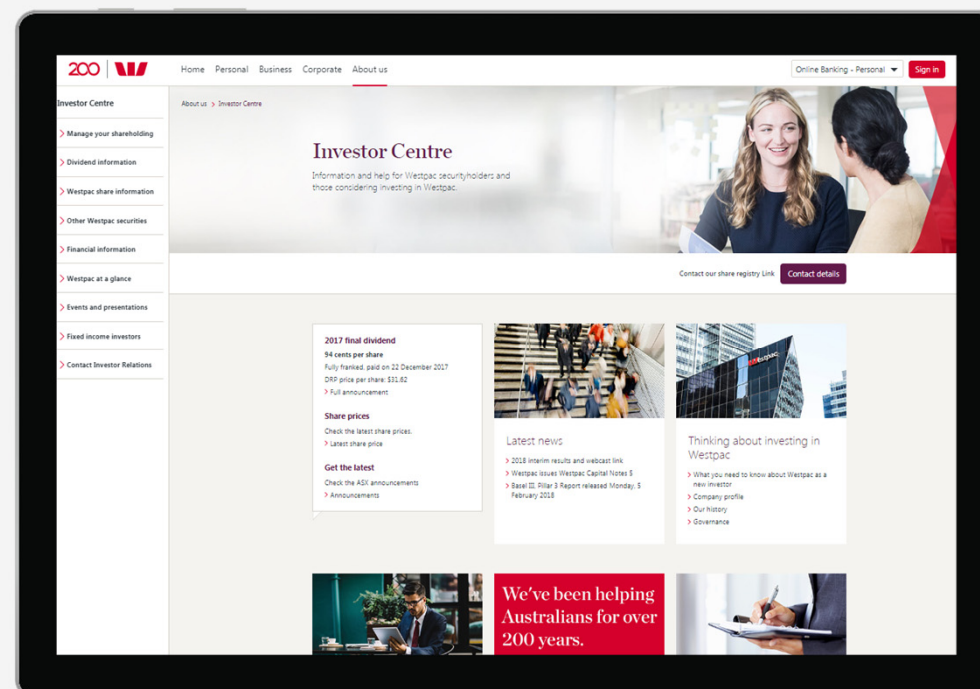 200
Home Personal Business Corporate About us
Online Banking - Personal
Sign in
Investor Centre
Manage your shareholding
Dividend information
Westpac share information
Other Westpac securities
Financial information
Westpac at a glance
Events and presentations
Fixed income investors
Contact Investor Relations
About us > Investor Centre
Investor Centre
Information and help for Westpac securityholders and
those considering investing in Westpac.
Contact our share registry Link
Contact details
2017 final dividend
94 cents per share
Fully franked, paid on 22 December 2017
DRP price per share: $31.62
> Full announcement
Share prices
Check the latest share prices.
> Latest share price
Get the latest
Check the ASX announcements
> Announcements
Latest news
> 2018 interim results and webcast link
> Westpac issues Westpac Capital Notes 5
> Basel III, Pillar 3 Report released Monday, 5
February 2018
Westpac
Thinking about investing in
Westpac
> What you need to know about Westpac as a
new investor
> Company profile
> Our history
> Governance
We've been helping
Australians for over
200 years.